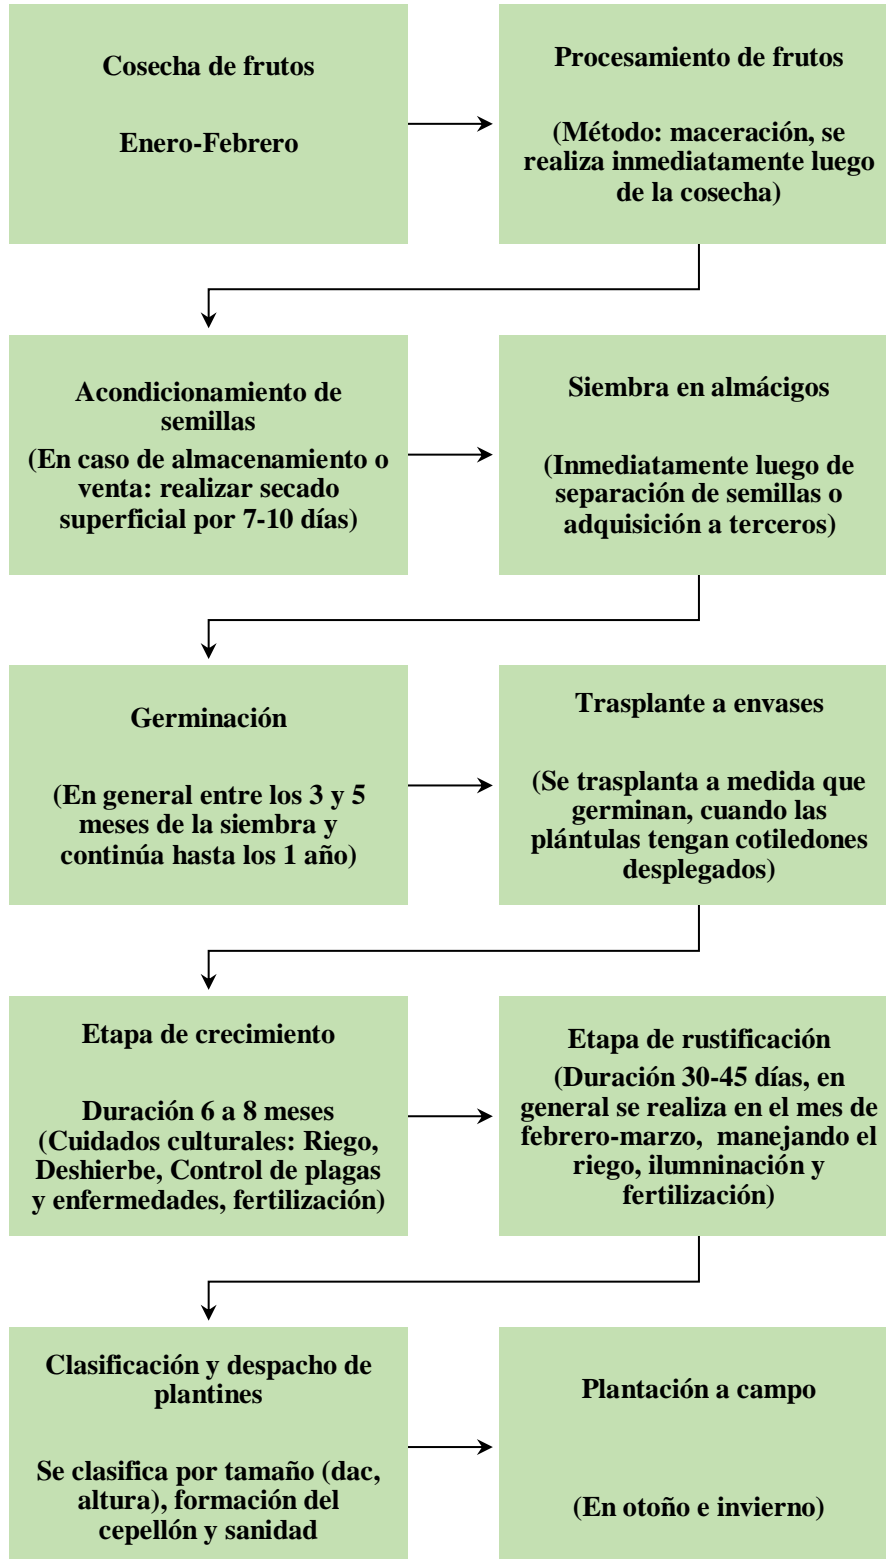 Cosecha de frutos
Enero-Febrero
Procesamiento de frutos
(Método: maceración, se
realiza inmediatamente luego
de la cosecha)
Acondicionamiento de
semillas
(En caso de almacenamiento o
venta: realizar secado
superficial por 7-10 días)
Siembra en almácigos
(Inmediatamente luego de
separación de semillas o
adquisición a terceros)
Germinación
(En general entre los 3 y 5
meses de la siembra y
continúa hasta los 1 año)
Trasplante a envases
(Se trasplanta a medida que
germinan, cuando las
plántulas tengan cotiledones
desplegados)
Etapa de crecimiento
Duración 6 a 8 meses
(Cuidados culturales: Riego,
Deshierbe, Control de plagas
y enfermedades, fertilización)
Etapa de rustificación
(Duración 30-45 días, en
general se realiza en el mes de
febrero-marzo, manejando el
riego, ilumninación y
fertilización)
Clasificación y despacho de
plantines
Se clasifica por tamaño (dac,
altura), formación del
cepellón y sanidad
Plantación a campo
(En otoño e invierno)